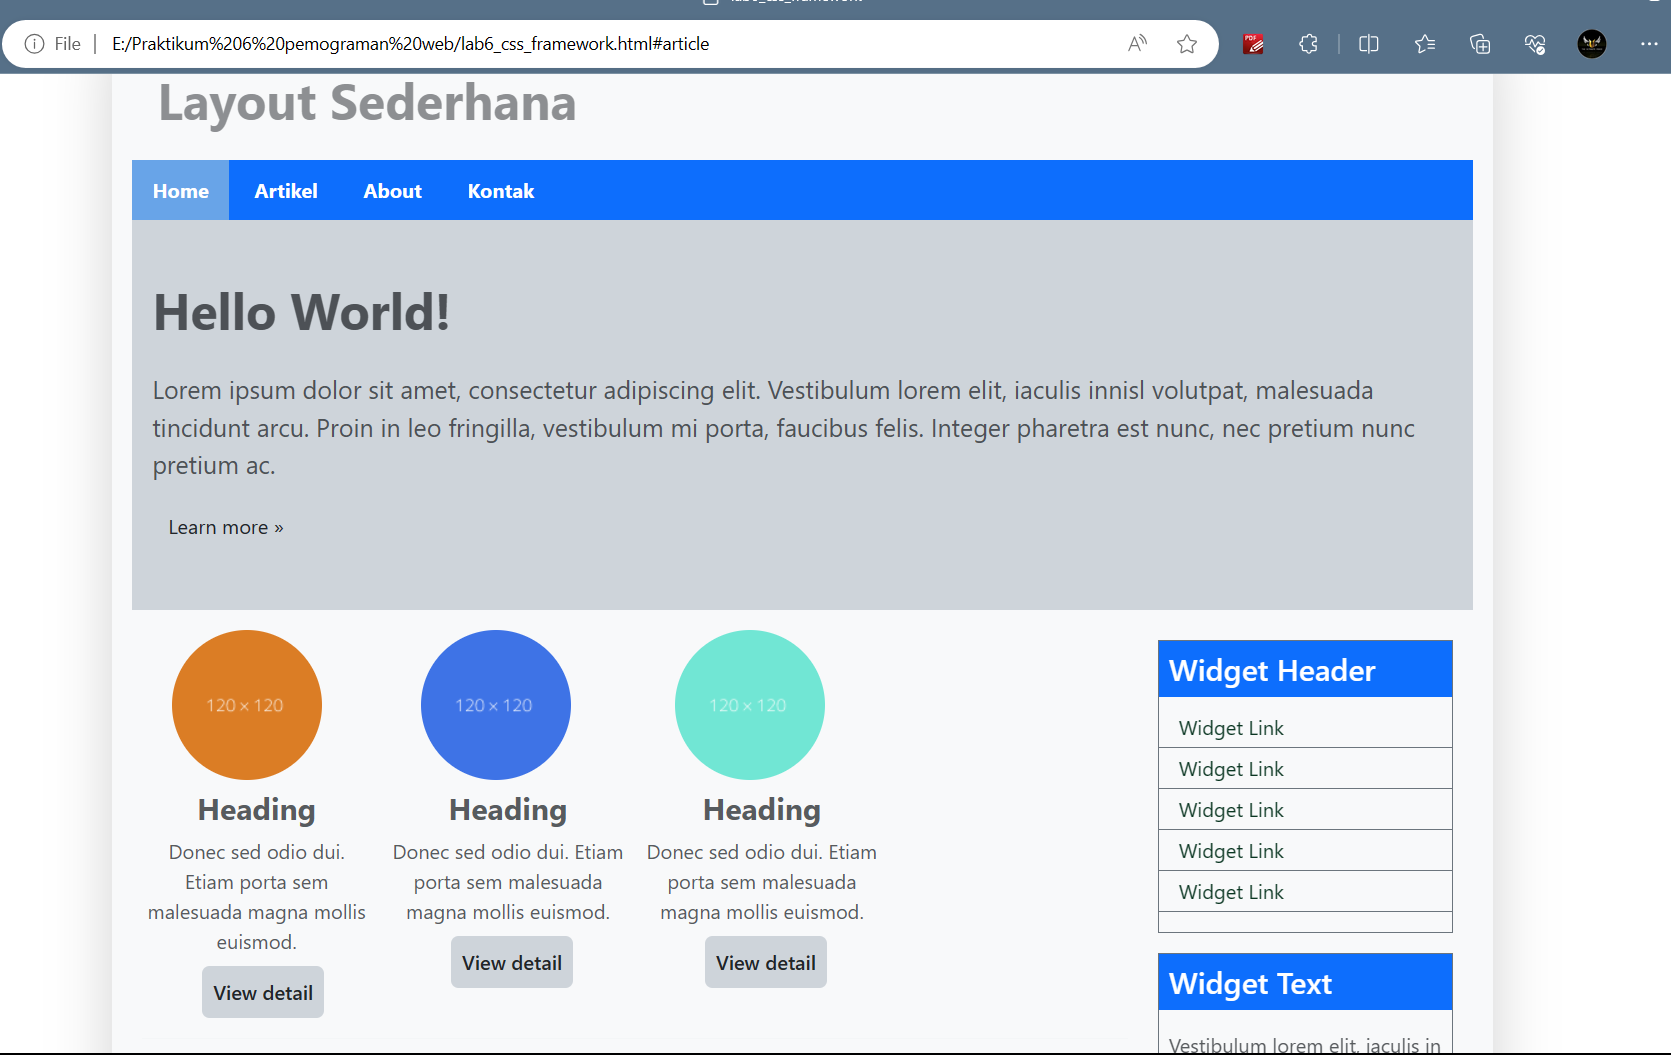 lab6_css_framework
File
E:/Praktikum%206%20pemograman%20web/lab6_css_framework.html#article
Layout Sederhana
Home Artikel About Kontak
Hello World!
Lorem ipsum dolor sit amet, consectetur adipiscing elit. Vestibulum lorem elit, iaculis innisl volutpat, malesuada
tincidunt arcu. Proin in leo fringilla, vestibulum mi porta, faucibus felis. Integer pharetra est nunc, nec pretium nunc
pretium ac.
Learn more »
120 × 120
Heading
Donec sed odio dui.
Etiam porta sem
malesuada magna mollis
euismod.
View detail
120 × 120
Heading
Donec sed odio dui. Etiam
porta sem malesuada
magna mollis euismod.
View detail
120 × 120
Heading
Donec sed odio dui. Etiam
porta sem malesuada
magna mollis euismod.
View detail
Widget Header
Widget Link
Widget Link
Widget Link
Widget Link
Widget Link
Widget Text
Vestibulum lorem elit, iaculis in